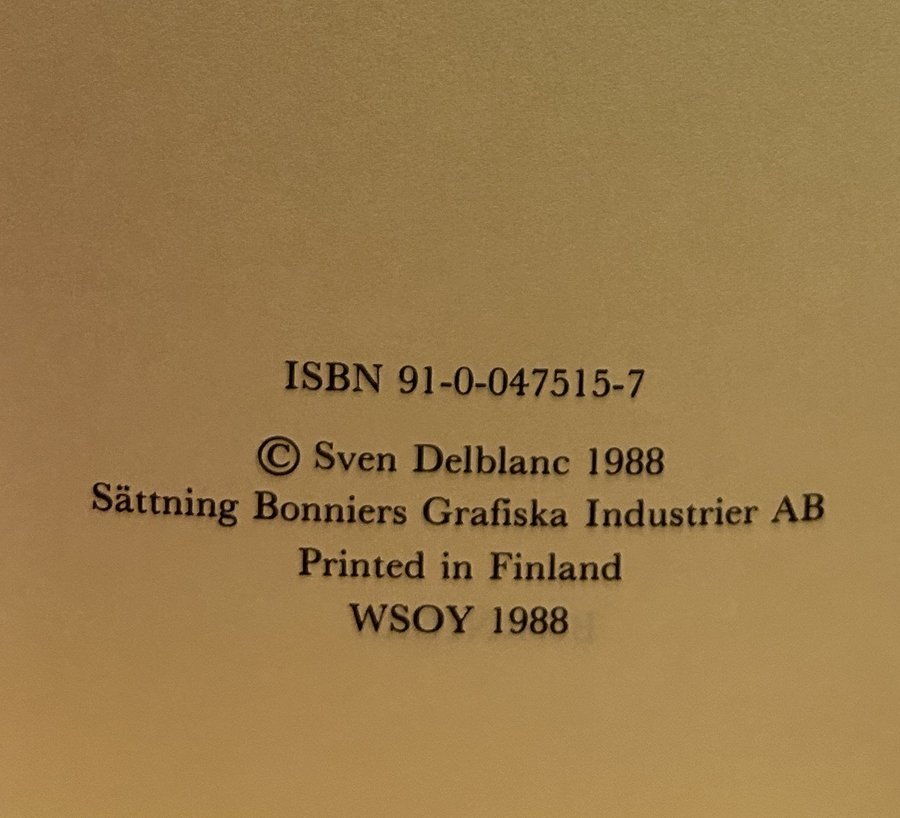 ISBN 91-0-047515-7
© Sven Delblanc 1988
Sättning Bonniers Grafiska Industrier AB
Printed in Finland
WSOY 1988